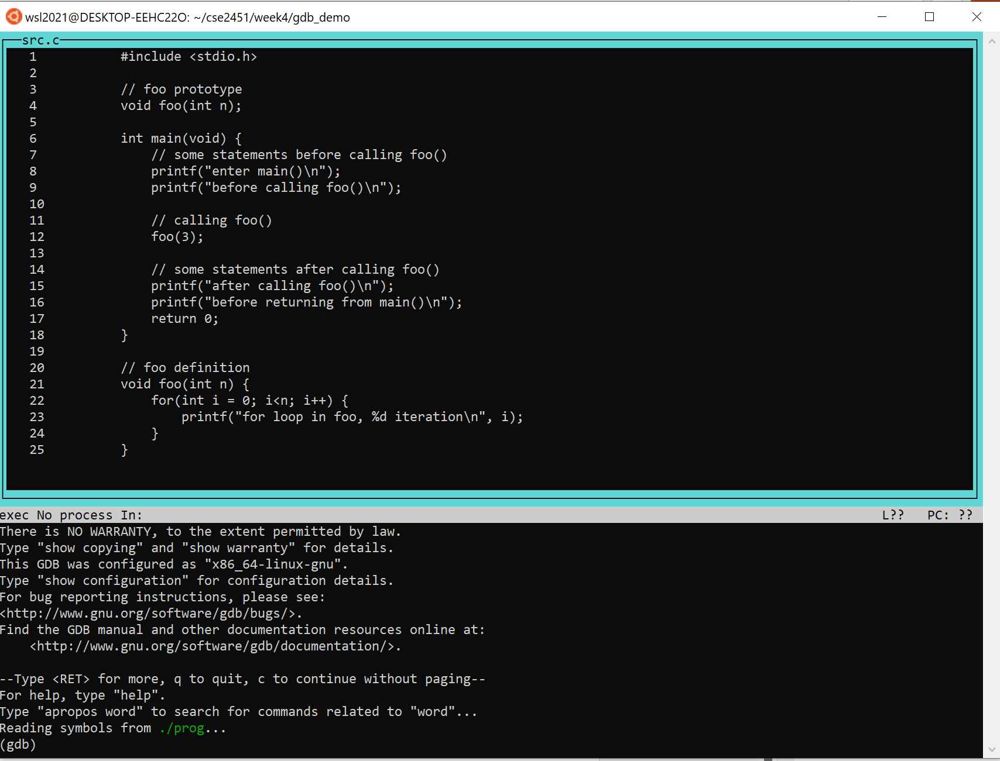 wsl2021@DESKTOP-EEHC22O: ~/cse2451/week4/gdb_demo
src.c
1 #include <stdio.h>
2
3 // foo prototype
4 void foo(int n);
5
6 int main(void) {
7     // some statements before calling foo()
8     printf("enter main()\n");
9     printf("before calling foo()\n");
10
11     // calling foo()
12     foo(3);
13
14     // some statements after calling foo()
15     printf("after calling foo()\n");
16     printf("before returning from main()\n");
17     return 0;
18 }
19
20 // foo definition
21 void foo(int n) {
22     for(int i = 0; i<n; i++) {
23         printf("for loop in foo, %d iteration\n", i);
24     }
25 }
exec No process In: L?? PC: ??
There is NO WARRANTY, to the extent permitted by law.
Type "show copying" and "show warranty" for details.
This GDB was configured as "x86_64-linux-gnu".
Type "show configuration" for configuration details.
For bug reporting instructions, please see:
<http://www.gnu.org/software/gdb/bugs/>.
Find the GDB manual and other documentation resources online at:
    <http://www.gnu.org/software/gdb/documentation/>.

--Type <RET> for more, q to quit, c to continue without paging--
For help, type "help".
Type "apropos word" to search for commands related to "word"...
Reading symbols from ./prog...
(gdb)